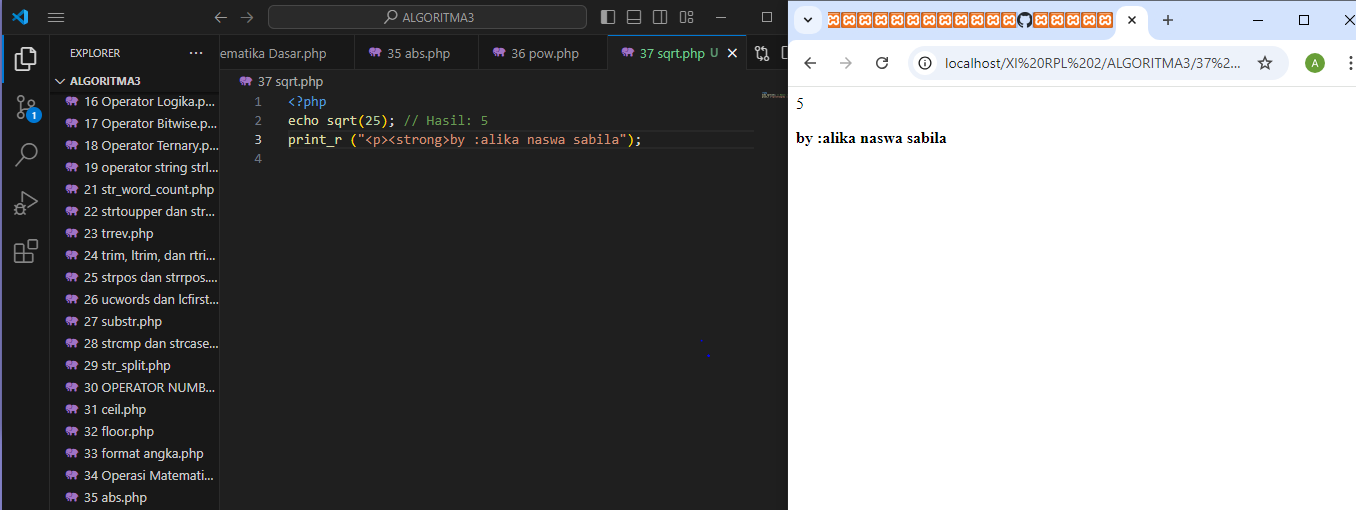 ALGORITMA3
EXPLORER
ematika Dasar.php
35 abs.php
36 pow.php
37 sqrt.php U
ALGORITMA3
37 sqrt.php
16 Operator Logika.p...
17 Operator Bitwise.p...
18 Operator Ternary.p...
19 operator string strl...
21 str_word_count.php
22 strtoupper dan str...
23 trrev.php
24 trim, ltrim, dan rtri...
25 strpos dan strrpos....
26 ucwords dan lcfirst...
27 substr.php
28 strcmp dan strcase...
29 str_split.php
30 OPERATOR NUMB...
31 ceil.php
32 floor.php
33 format angka.php
34 Operasi Matemati...
35 abs.php
1
1 <?php
2 echo sqrt(25); // Hasil: 5
3 print_r ("<p><strong>by :alika naswa sabila");
4
localhost/XI%20RPL%202/ALGORITMA3/37%2...
A
5
by :alika naswa sabila